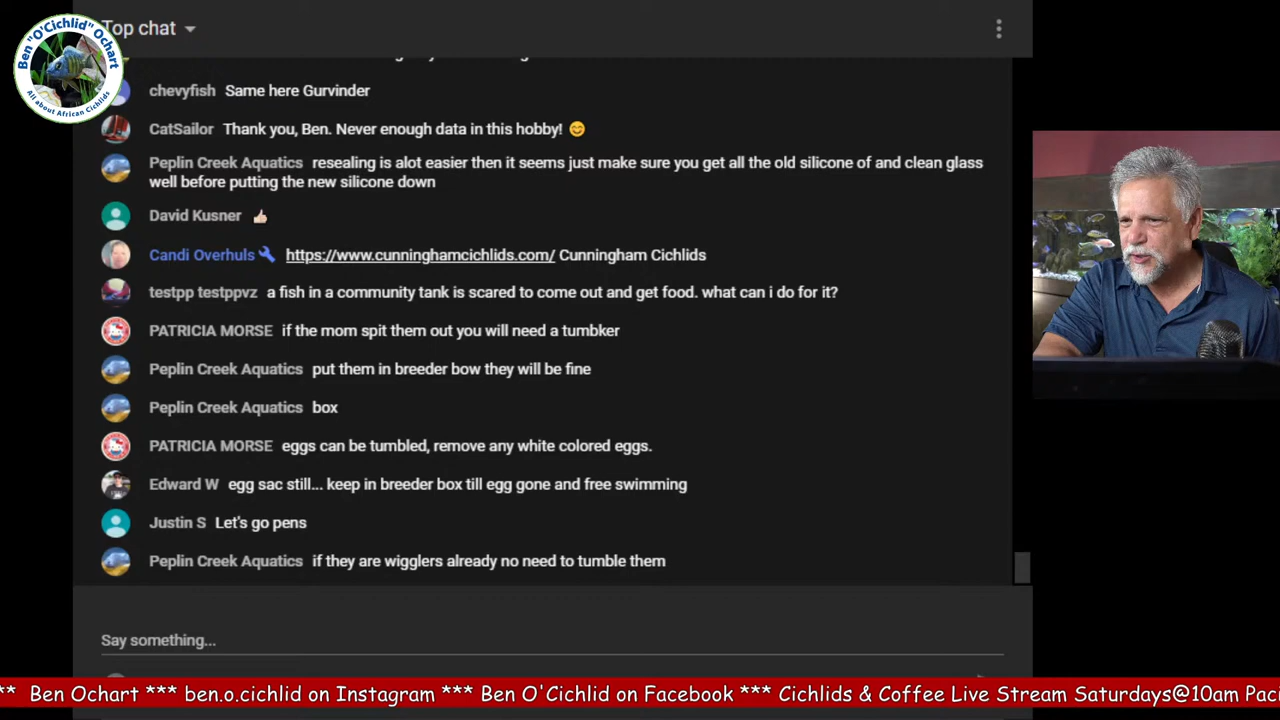 Ben "O'Cichlid" Ochart
All about African Cichlids
Top chat
chevyfish Same here Gurvinder
CatSailor Thank you, Ben. Never enough data in this hobby! 😊
Peplin Creek Aquatics resealing is alot easier then it seems just make sure you get all the old silicone of and clean glass
well before putting the new silicone down
David Kusner 👍🏻
Candi Overhuls https://www.cunninghamcichlids.com/ Cunningham Cichlids
testpp testppvz a fish in a community tank is scared to come out and get food. what can i do for it?
PATRICIA MORSE if the mom spit them out you will need a tumbker
Peplin Creek Aquatics put them in breeder bow they will be fine
Peplin Creek Aquatics box
PATRICIA MORSE eggs can be tumbled, remove any white colored eggs.
Edward W egg sac still... keep in breeder box till egg gone and free swimming
Justin S Let's go pens
Peplin Creek Aquatics if they are wigglers already no need to tumble them
Say something...
** Ben Ochart *** ben.o.cichlid on Instagram *** Ben O'Cichlid on Facebook *** Cichlids & Coffee Live Stream Saturdays@10am Paci